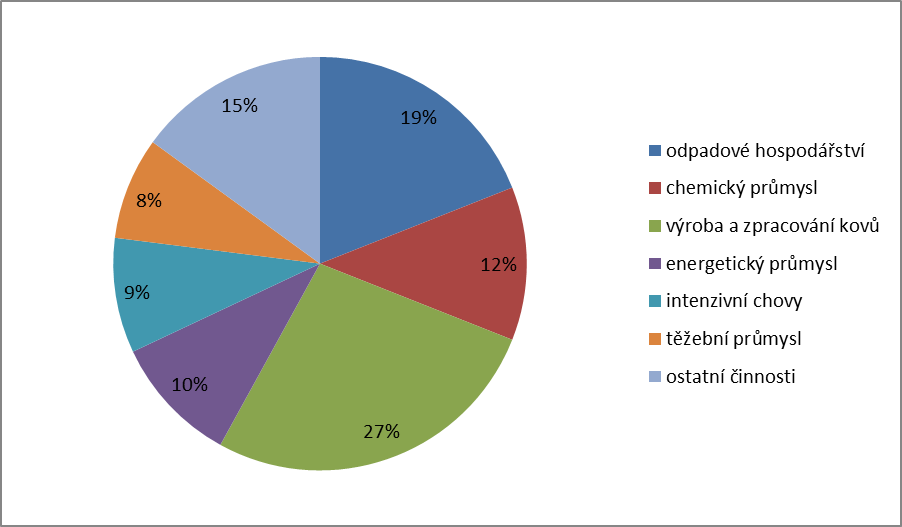 15%
19%
8%
12%
9%
10%
27%
odpadové hospodářství
chemický průmysl
výroba a zpracování kovů
energetický průmysl
intenzivní chovy
těžební průmysl
ostatní činnosti